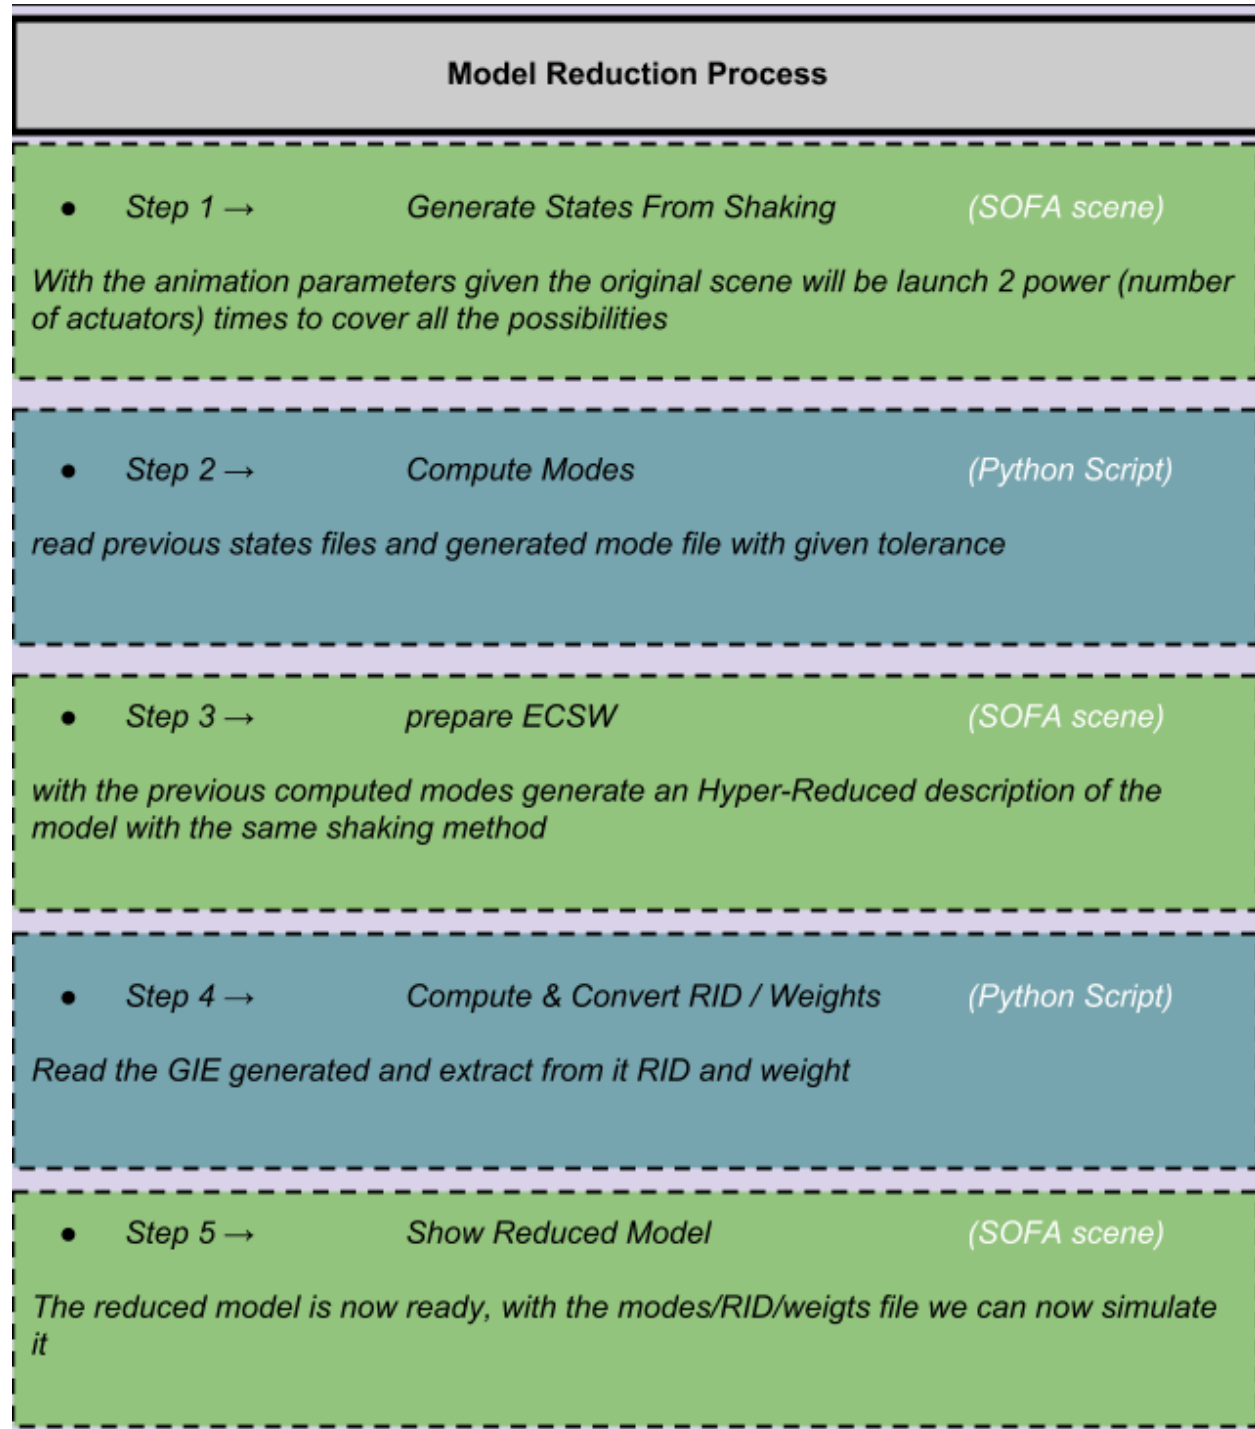 Model Reduction Process
● Step 1 → Generate States From Shaking (SOFA scene)
With the animation parameters given the original scene will be launch 2 power (number
of actuators) times to cover all the possibilities
● Step 2 → Compute Modes (Python Script)
read previous states files and generated mode file with given tolerance
● Step 3 → prepare ECSW (SOFA scene)
with the previous computed modes generate an Hyper-Reduced description of the
model with the same shaking method
● Step 4 → Compute & Convert RID / Weights (Python Script)
Read the GIE generated and extract from it RID and weight
● Step 5 → Show Reduced Model (SOFA scene)
The reduced model is now ready, with the modes/RID/weigts file we can now simulate
it